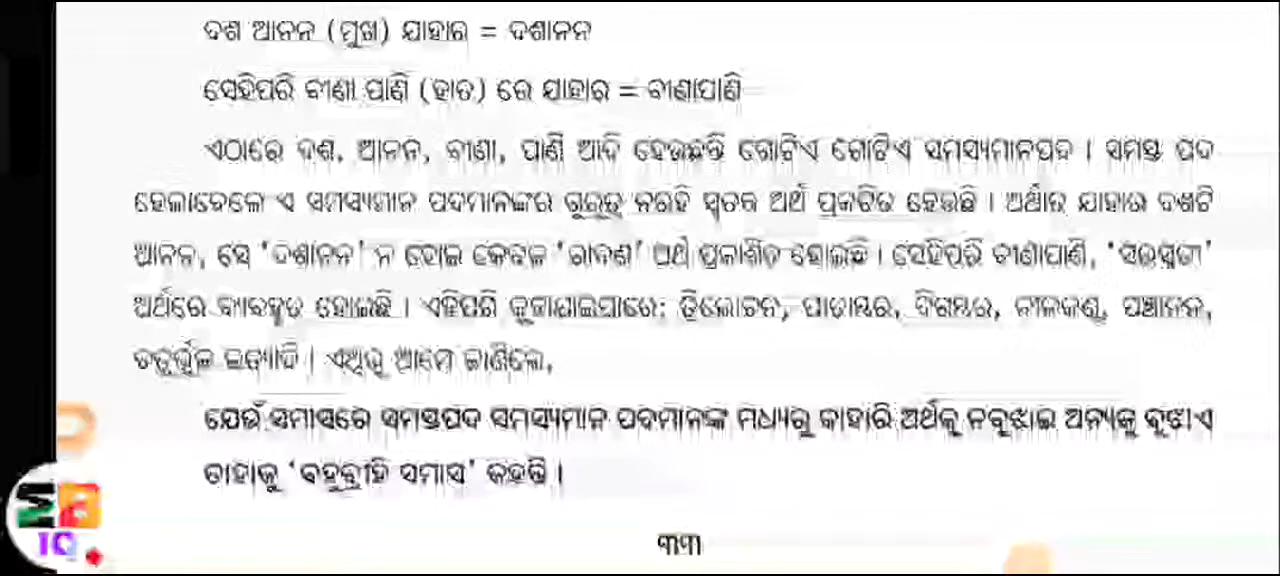 ଦଶ ଆନନ (ମୁଖ) ଯାହାର = ଦଶାନନ
ସେହିପରି ବୀଣା ପାଣି (ହାତ) ରେ ଯାହାର = ବୀଣାପାଣି
ଏଠାରେ ଦଶ, ଆନନ, ବୀଣା, ପାଣି ଆଦି ହେଉଛନ୍ତି ଗୋଟିଏ ଗୋଟିଏ ସମସ୍ୟମାନପଦ । ସମସ୍ତ ପଦ
ହେଲାବେଳେ ଏ ସମସ୍ୟମାନ ପଦମାନଙ୍କର ଗୁରୁତ୍ୱ ନରହି ସ୍ୱତନ୍ତ୍ର ଅର୍ଥ ପ୍ରକଟିତ ହେଉଛି । ଅର୍ଥାତ୍ ଯାହାର ଦଶଟି
ଆନନ, ସେ ‘ଦଶାନନ’ ନ ହୋଇ କେବଳ ‘ରାବଣ’ ଅର୍ଥ ପ୍ରକାଶିତ ହୋଇଛି । ସେହିପରି ବୀଣାପାଣି, ‘ସରସ୍ୱତୀ’
ଅର୍ଥରେ ବ୍ୟବହୃତ ହୋଇଛି । ଏହିପରି କୁହାଯାଇପାରେ; ତ୍ରିଲୋଚନ, ପୀତାମ୍ବର, ଦିଗମ୍ବର, ନୀଳକଣ୍ଠ, ପଞ୍ଚାନନ,
ଚତୁର୍ଭୁଜ ଇତ୍ୟାଦି । ଏଥିରୁ ଆମେ ଜାଣିଲେ,
ଯେଉଁ ସମାସରେ ସମସ୍ତପଦ ସମସ୍ୟମାନ ପଦମାନଙ୍କ ମଧ୍ୟରୁ କାହାରି ଅର୍ଥକୁ ନବୁଝାଇ ଅନ୍ୟକୁ ବୁଝାଏ
ତାହାକୁ ‘ବହୁବ୍ରୀହି ସମାସ’ କହନ୍ତି ।
୩୩
IQ